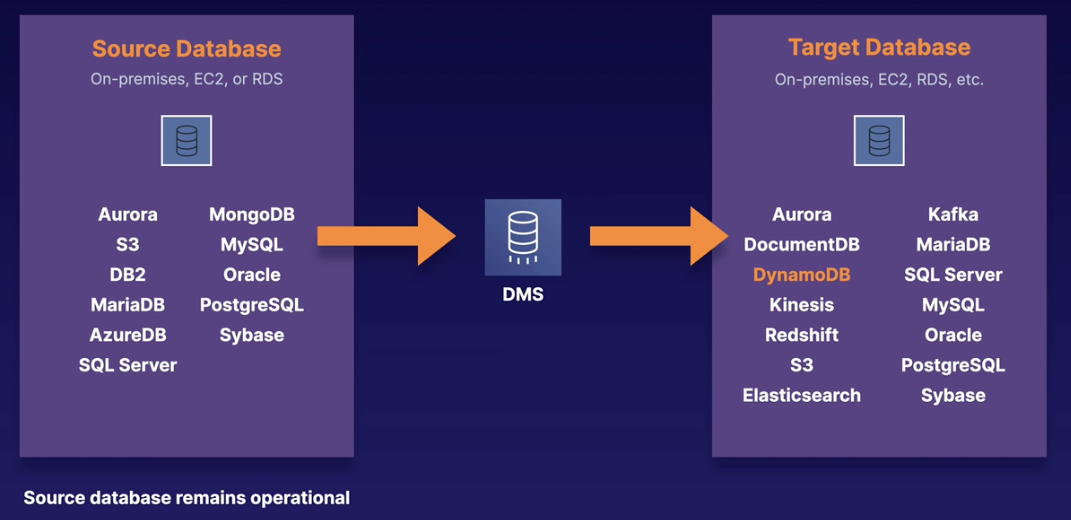 Source Database
On-premises, EC2, or RDS
Aurora
S3
DB2
MariaDB
AzureDB
SQL Server
MongoDB
MySQL
Oracle
PostgreSQL
Sybase
DMS
Target Database
On-premises, EC2, RDS, etc.
Aurora
DocumentDB
DynamoDB
Kinesis
Redshift
S3
Elasticsearch
Kafka
MariaDB
SQL Server
MySQL
Oracle
PostgreSQL
Sybase
Source database remains operational